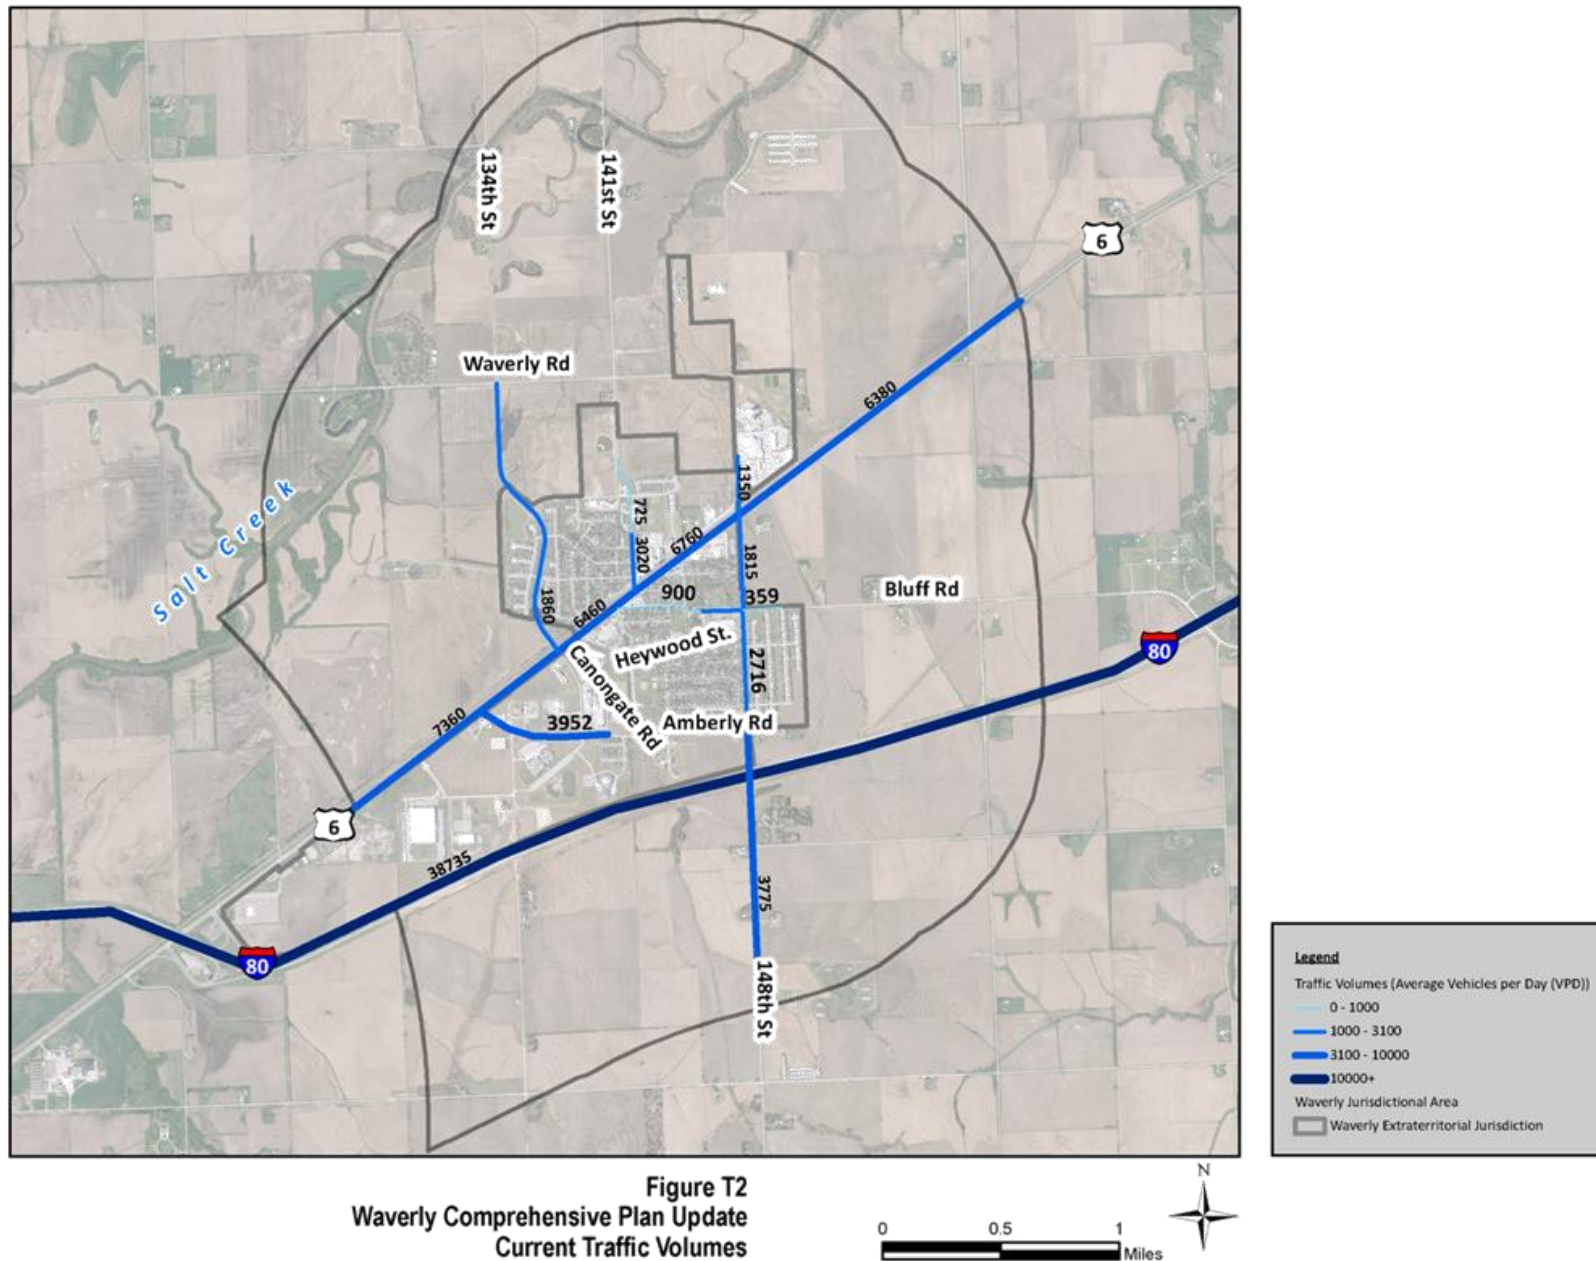 134th St
141st St
6
Waverly Rd
6380
Salt Creek
1350
725
6760
3020
1815
900
359
Bluff Rd
1860
6460
Heywood St.
80
2716
Canongate Rd
7360
3952
Amberly Rd
6
38735
3775
80
148th St
Legend
Traffic Volumes (Average Vehicles per Day (VPD))
0 - 1000
1000 - 3100
3100 - 10000
10000+
Waverly Jurisdictional Area
Waverly Extraterritorial Jurisdiction
N
Figure T2
Waverly Comprehensive Plan Update
Current Traffic Volumes
0 0.5 1
Miles